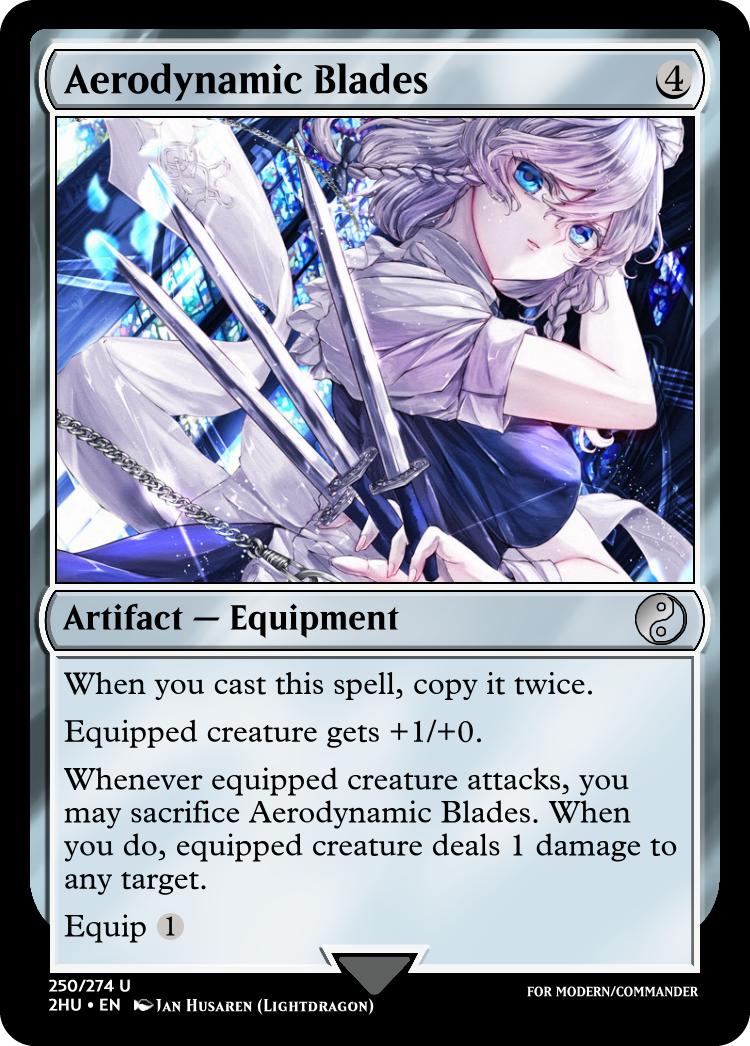 Aerodynamic Blades 4
Artifact — Equipment
When you cast this spell, copy it twice.
Equipped creature gets +1/+0.
Whenever equipped creature attacks, you
may sacrifice Aerodynamic Blades. When
you do, equipped creature deals 1 damage to
any target.
Equip 1
250/274 U
2HU • EN JAN HUSAREN (LIGHTDRAGON)
FOR MODERN/COMMANDER